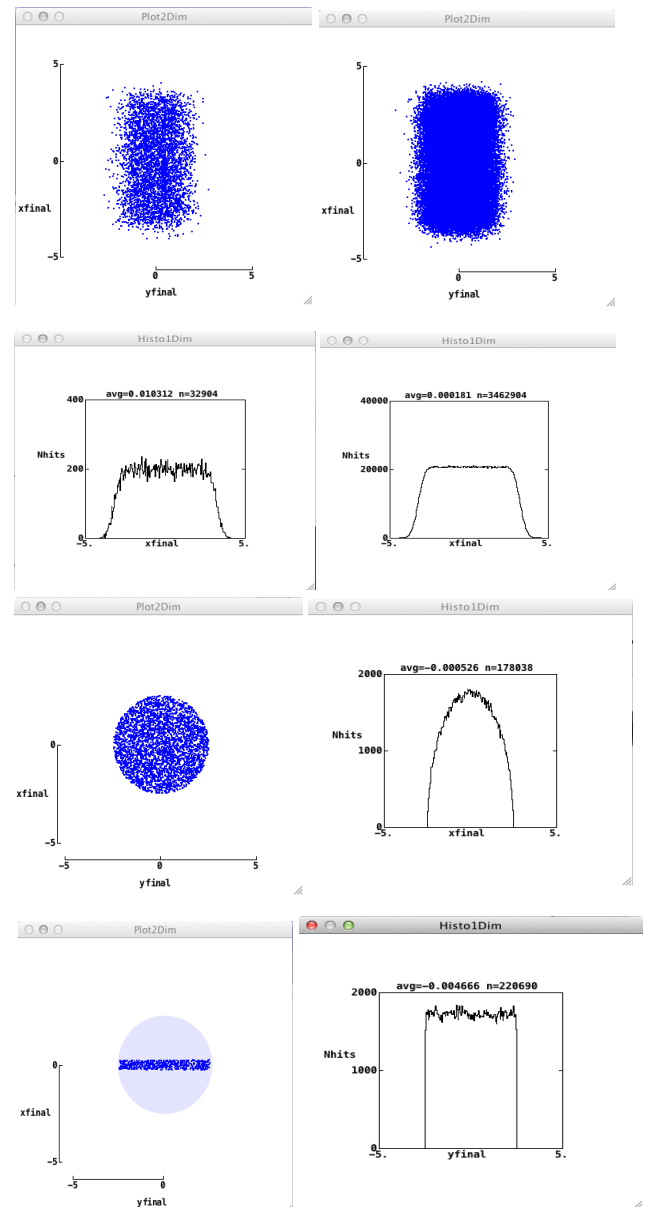 Plot2Dim
5
0
xfinal
-5
0
5
yfinal
Plot2Dim
5
0
xfinal
-5
0
5
yfinal
Histo1Dim
avg=0.010312 n=32904
400
Nhits
200
0
-5.
xfinal
5.
Histo1Dim
avg=0.000181 n=3462904
40000
Nhits
20000
0
-5.
xfinal
5.
Plot2Dim
0
xfinal
-5
-5
0
5
yfinal
Histo1Dim
avg=-0.000526 n=178038
2000
Nhits
1000
0
-5.
xfinal
5.
Plot2Dim
0
xfinal
-5
-5
0
yfinal
Histo1Dim
avg=-0.004666 n=220690
2000
Nhits
1000
0
-5.
yfinal
5.